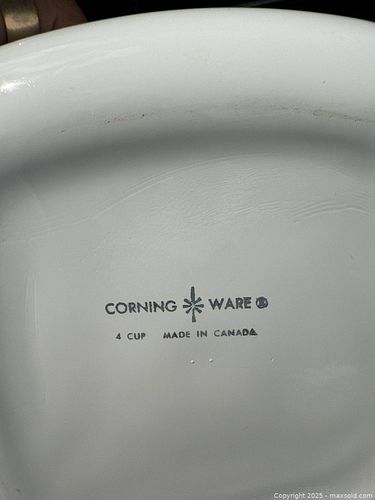 CORNING WARE ®
4 CUP MADE IN CANADA
Copyright 2025 - maxsold.com